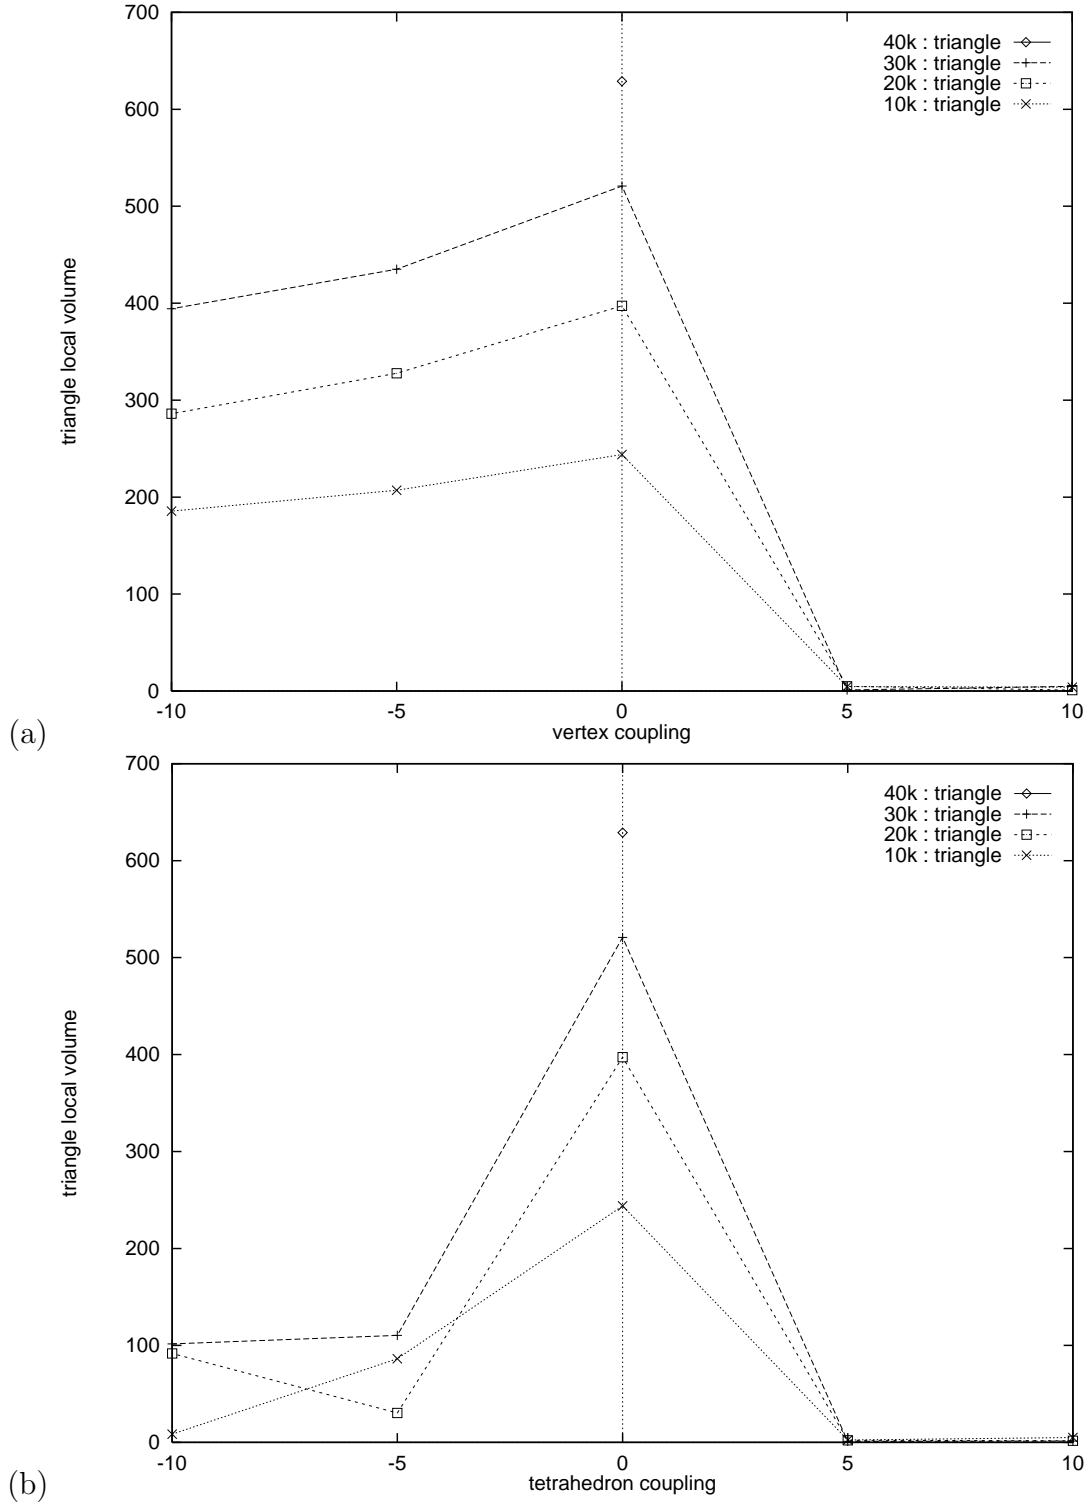 700
600
500
400
300
200
100
0
triangle local volume
40k : triangle
30k : triangle
20k : triangle
10k : triangle
-10 -5 0 5 10
vertex coupling
(a)
700
600
500
400
300
200
100
0
triangle local volume
40k : triangle
30k : triangle
20k : triangle
10k : triangle
-10 -5 0 5 10
tetrahedron coupling
(b)